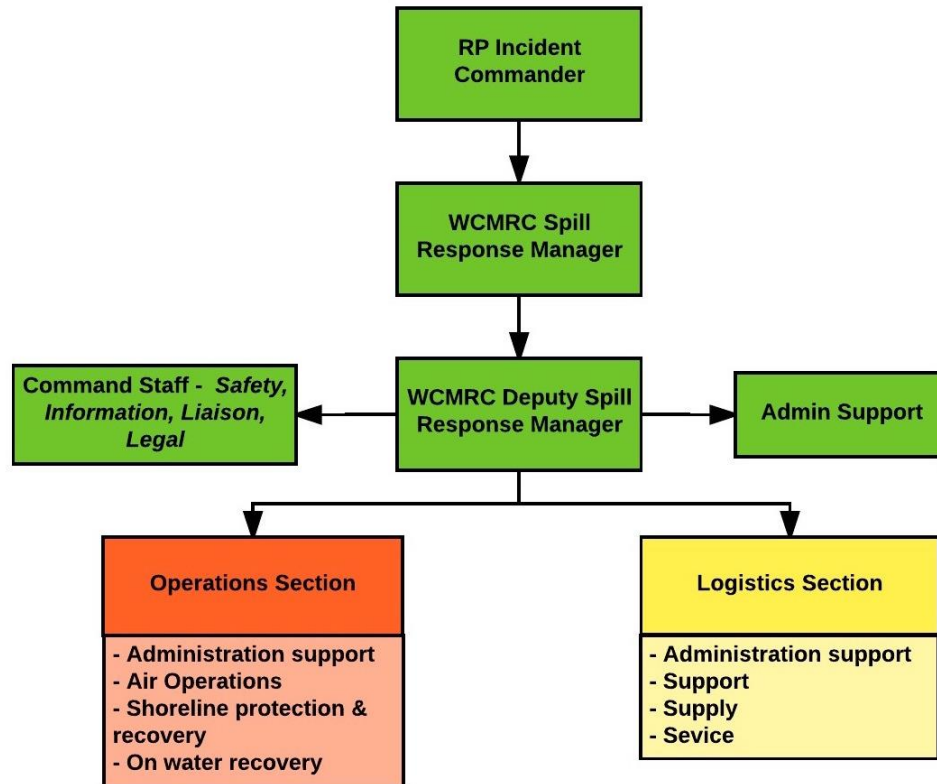 RP Incident
Commander
WCMRC Spill
Response Manager
Command Staff - Safety,
Information, Liaison,
Legal
WCMRC Deputy Spill
Response Manager
Admin Support
Operations Section
- Administration support
- Air Operations
- Shoreline protection &
recovery
- On water recovery
Logistics Section
- Administration support
- Support
- Supply
- Sevice